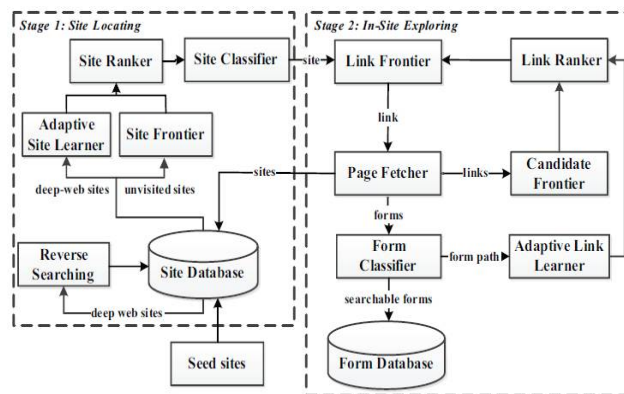 Stage 1: Site Locating
Stage 2: In-Site Exploring
Site Ranker
Site Classifier
site
Link Frontier
Link Ranker
link
Adaptive
Site Learner
Site Frontier
deep-web sites
unvisited sites
sites
Page Fetcher
links
Candidate
Frontier
forms
Reverse
Searching
Site Database
Form
Classifier
form path
Adaptive Link
Learner
deep web sites
searchable forms
Seed sites
Form Database